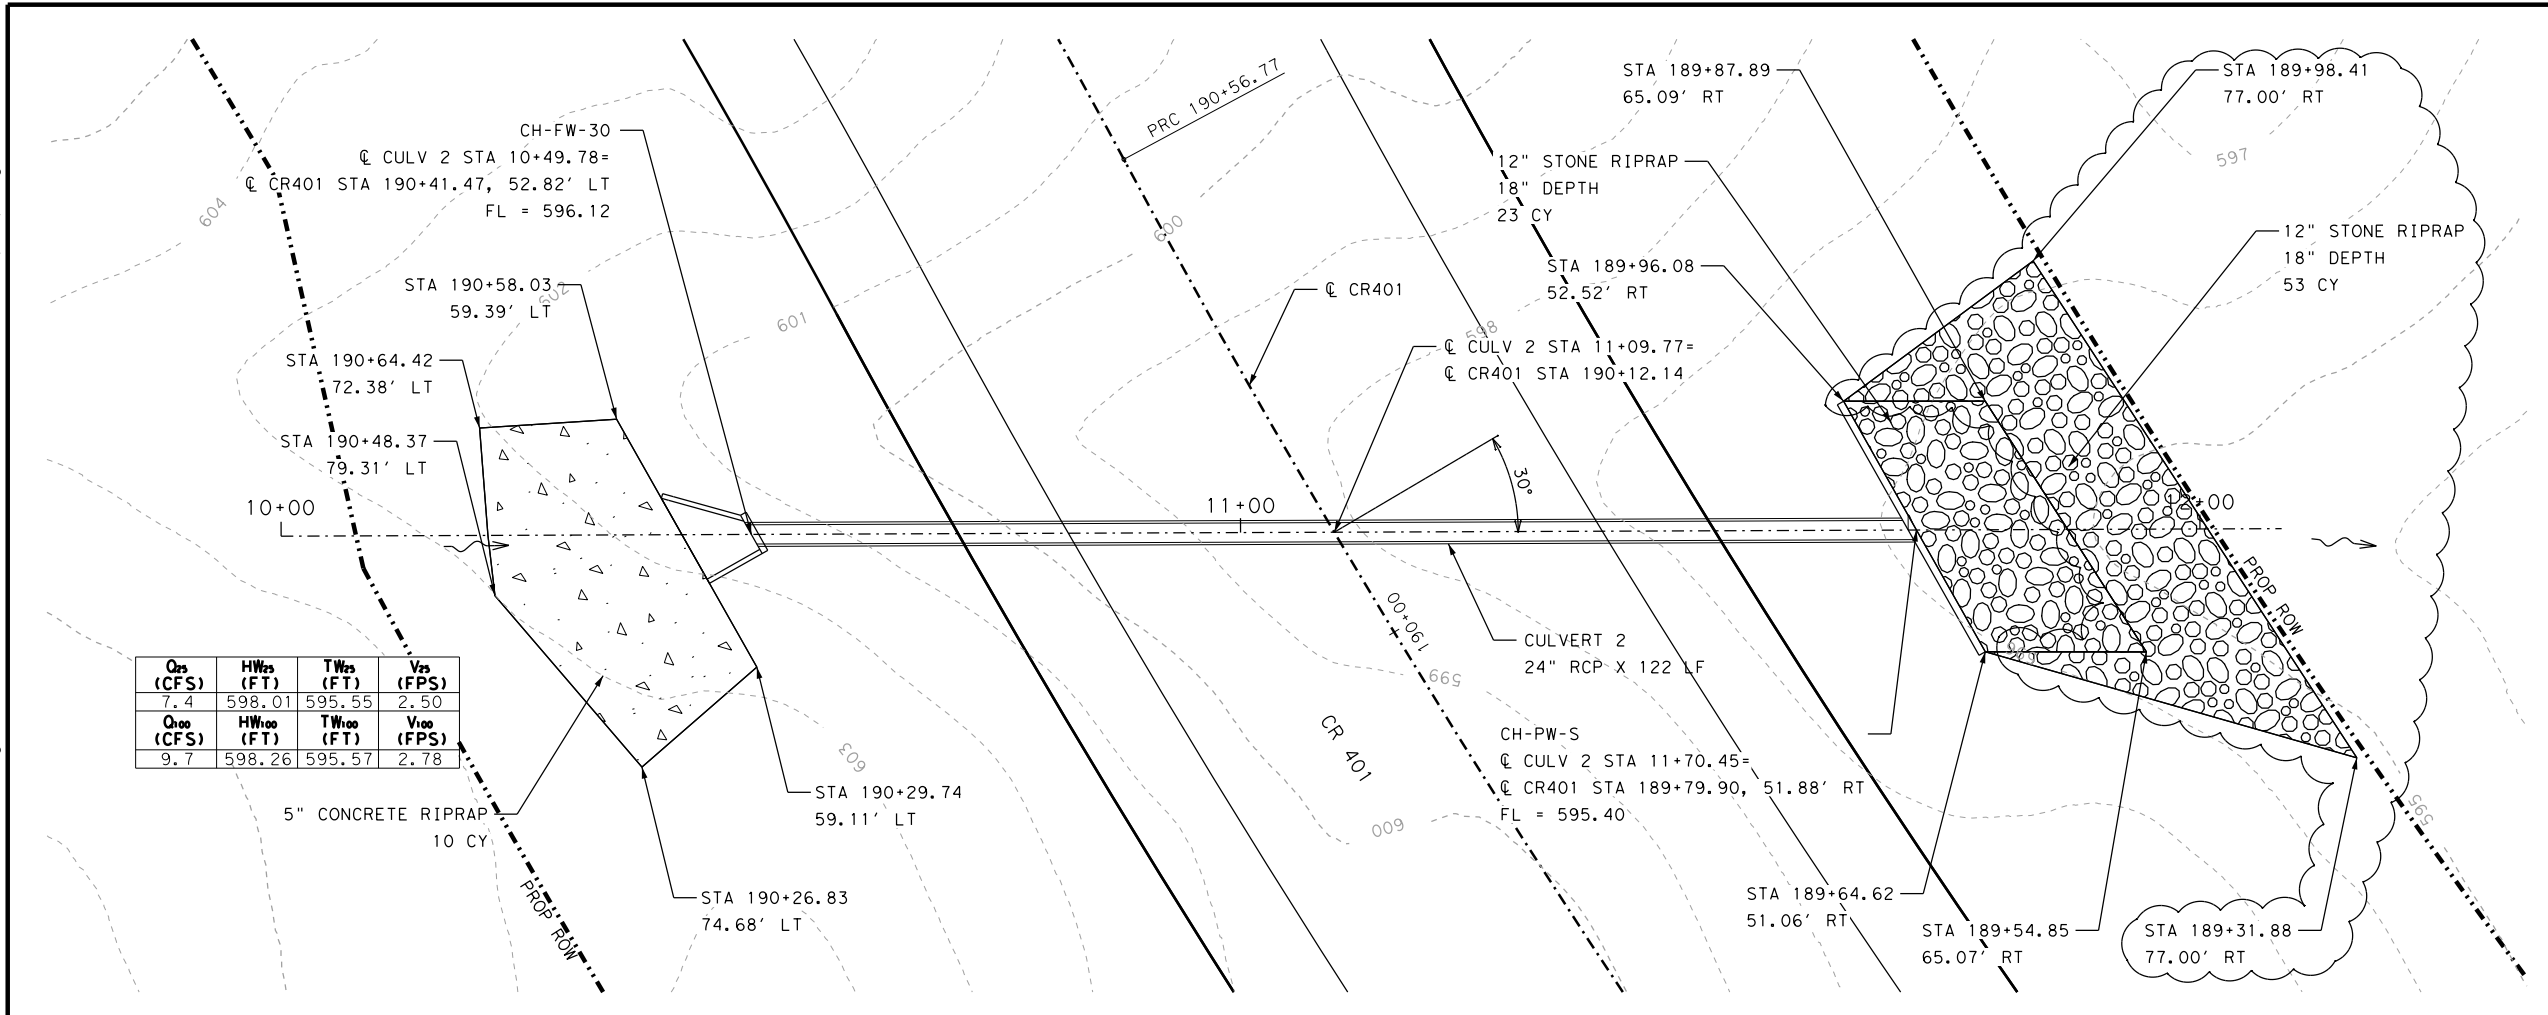 PRC 190+56.77
STA 189+87.89
65.09' RT
STA 189+98.41
77.00' RT
CH-FW-30
℄ CULV 2 STA 10+49.78=
℄ CR401 STA 190+41.47, 52.82' LT
FL = 596.12
12" STONE RIPRAP
18" DEPTH
23 CY
597
604
600
12" STONE RIPRAP
18" DEPTH
53 CY
STA 190+58.03
59.39' LT
602
601
℄ CR401
STA 189+96.08
52.52' RT
598
STA 190+64.42
72.38' LT
℄ CULV 2 STA 11+09.77=
℄ CR401 STA 190+12.14
STA 190+48.37
79.31' LT
30°
10+00
11+00
12+00
PROP ROW
190+00
CULVERT 2
24" RCP X 122 LF
599
596
Q25 (CFS) HW25 (FT) TW25 (FT) V25 (FPS)
7.4 598.01 595.55 2.50
Q100 (CFS) HW100 (FT) TW100 (FT) V100 (FPS)
9.7 598.26 595.57 2.78
CR 401
603
CH-PW-S
℄ CULV 2 STA 11+70.45=
℄ CR401 STA 189+79.90, 51.88' RT
FL = 595.40
5" CONCRETE RIPRAP
10 CY
STA 190+29.74
59.11' LT
600
595
STA 190+26.83
74.68' LT
PROP ROW
STA 189+64.62
51.06' RT
STA 189+54.85
65.07' RT
STA 189+31.88
77.00' RT